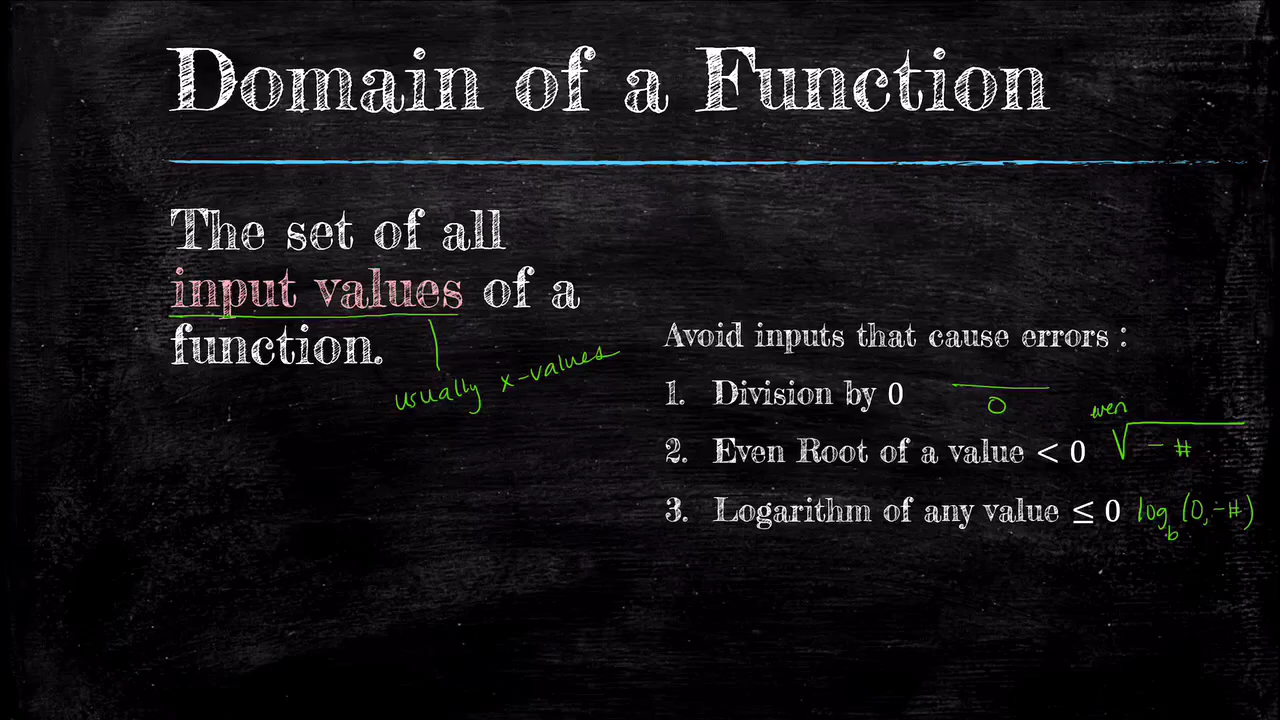 Domain of a Function
The set of all
input values of a
function.
usually x-values
Avoid inputs that cause errors :
1. Division by 0
0
2. Even Root of a value < 0
even
√ - #
3. Logarithm of any value ≤ 0
log_b (0, -#)